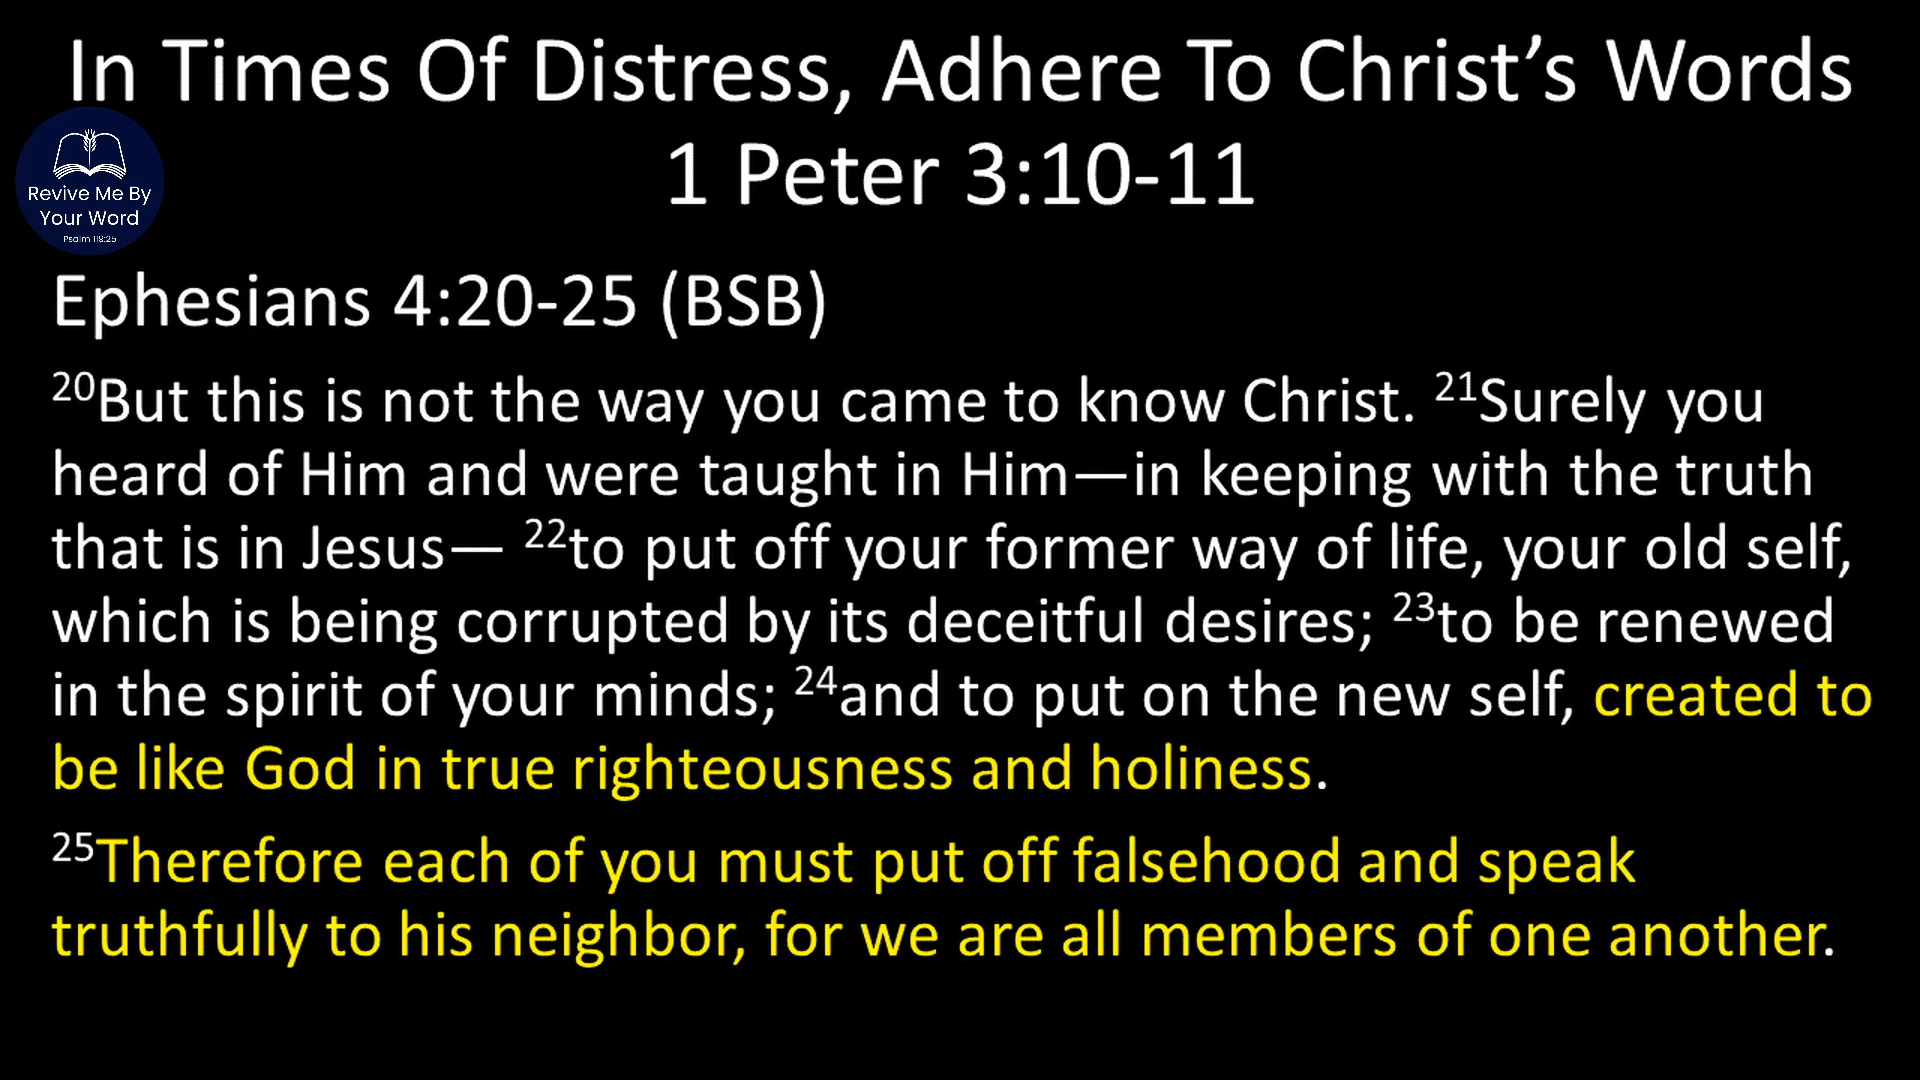 In Times Of Distress, Adhere To Christ’s Words
1 Peter 3:10-11
Revive Me By
Your Word
Psalm 119:25
Ephesians 4:20-25 (BSB)
20But this is not the way you came to know Christ. 21Surely you
heard of Him and were taught in Him—in keeping with the truth
that is in Jesus— 22to put off your former way of life, your old self,
which is being corrupted by its deceitful desires; 23to be renewed
in the spirit of your minds; 24and to put on the new self, created to
be like God in true righteousness and holiness.
25Therefore each of you must put off falsehood and speak
truthfully to his neighbor, for we are all members of one another.